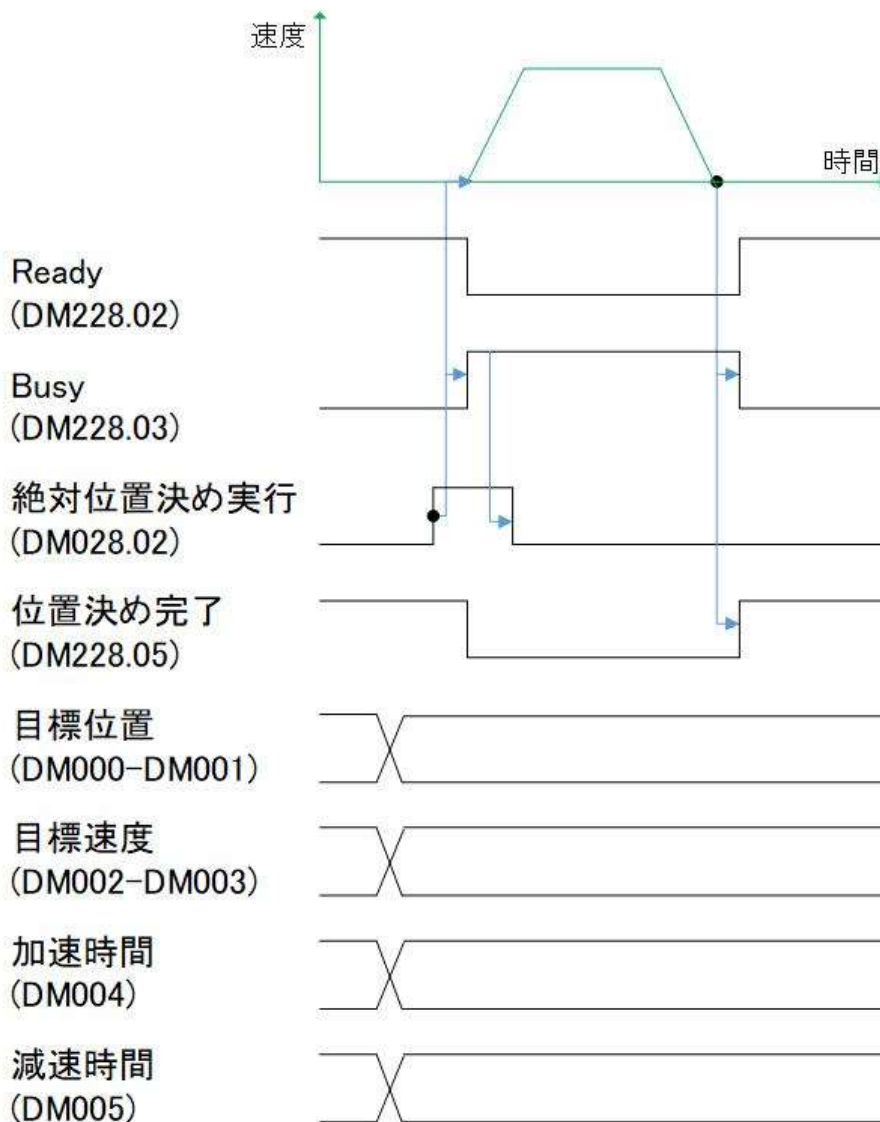 速度
時間
Ready
(DM228.02)
Busy
(DM228.03)
絶対位置決め実行
(DM028.02)
位置決め完了
(DM228.05)
目標位置
(DM000-DM001)
目標速度
(DM002-DM003)
加速時間
(DM004)
減速時間
(DM005)